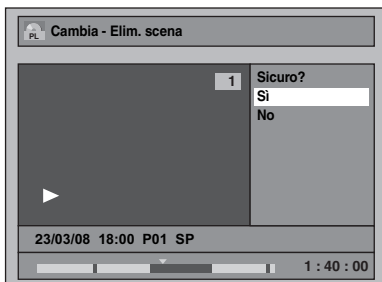 PL Cambia - Elim. scena
1
Sicuro?
Sì
No
23/03/08 18:00 P01 SP
1 : 40 : 00